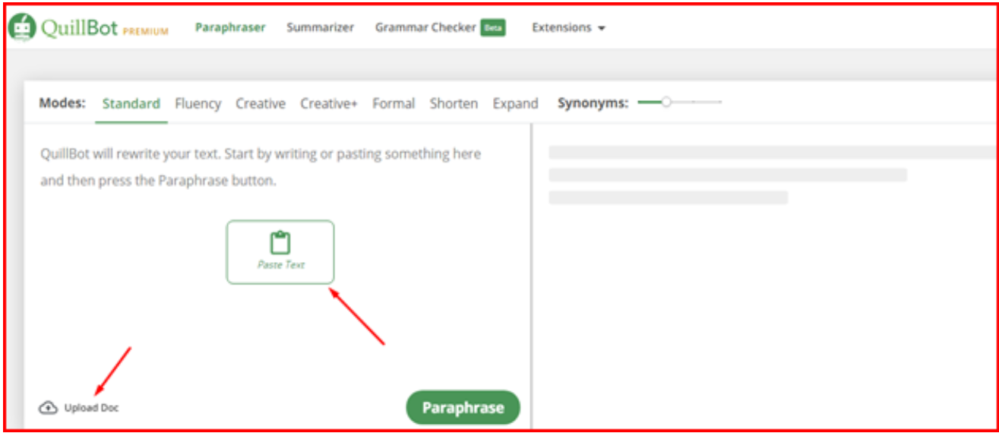 QuillBot PREMIUM Paraphraser Summarizer Grammar Checker Beta Extensions
Modes: Standard Fluency Creative Creative+ Formal Shorten Expand Synonyms:
QuillBot will rewrite your text. Start by writing or pasting something here
and then press the Paraphrase button.
Paste Text
Upload Doc Paraphrase